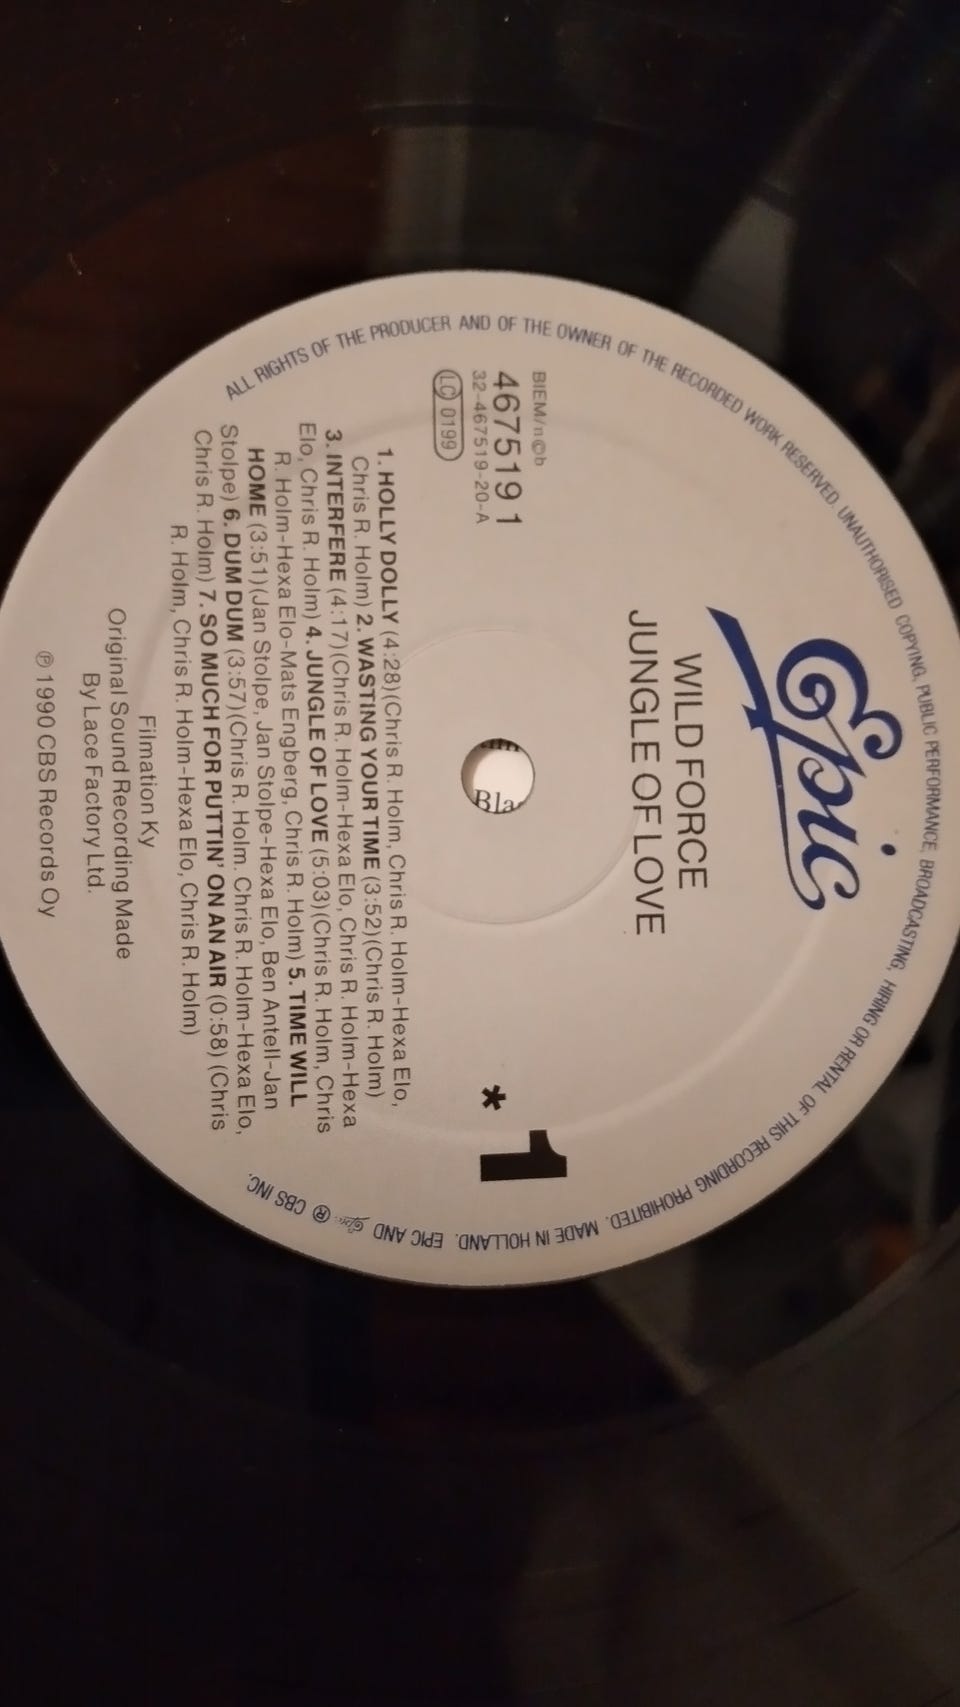 Epic
WILD FORCE
JUNGLE OF LOVE
BIEM/n©b
467519 1
32-467519-20-A
LC 0199
1
*
1. HOLLY DOLLY (4:28)(Chris R. Holm, Chris R. Holm-Hexa Elo,
Chris R. Holm) 2. WASTING YOUR TIME (3:52)(Chris R. Holm)
3. INTERFERE (4:17)(Chris R. Holm-Hexa Elo, Chris R. Holm-Hexa
Elo, Chris R. Holm) 4. JUNGLE OF LOVE (5:03)(Chris R. Holm, Chris
R. Holm-Hexa Elo-Mats Engberg, Chris R. Holm) 5. TIME WILL
HOME (3:51)(Jan Stolpe, Jan Stolpe-Hexa Elo, Ben Antell-Jan
Stolpe) 6. DUM DUM (3:57)(Chris R. Holm. Chris R. Holm-Hexa Elo,
Chris R. Holm) 7. SO MUCH FOR PUTTIN' ON AN AIR (0:58) (Chris
R. Holm, Chris R. Holm-Hexa Elo, Chris R. Holm)
Filmation Ky
Original Sound Recording Made
By Lace Factory Ltd.
℗ 1990 CBS Records Oy
ALL RIGHTS OF THE PRODUCER AND OF THE OWNER OF THE RECORDED WORK RESERVED. UNAUTHORISED COPYING, PUBLIC PERFORMANCE, BROADCASTING, HIRING OR RENTAL OF THIS RECORDING PROHIBITED. MADE IN HOLLAND. EPIC AND Epic ® CBS INC.